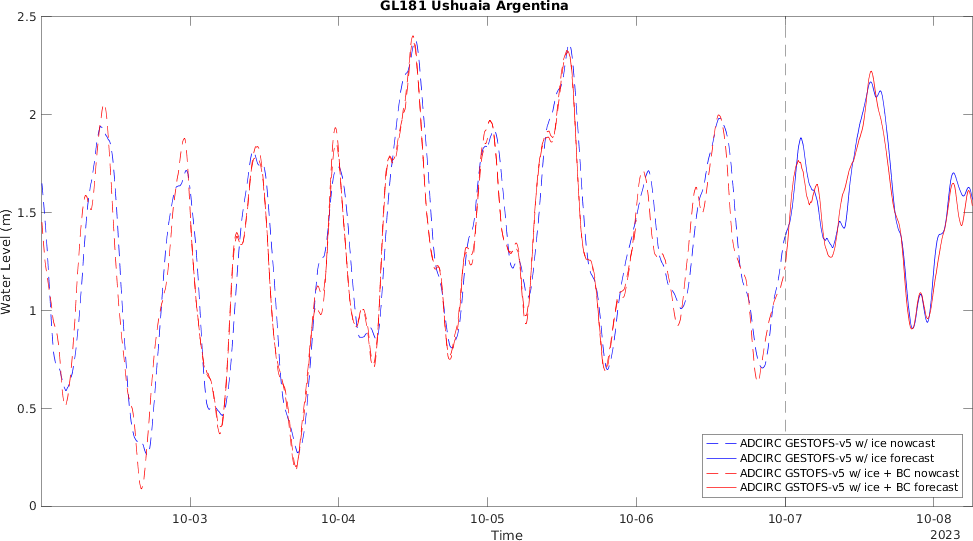 GL181 Ushuaia Argentina
2.5
2
1.5
1
0.5
0
Water Level (m)
10-03
10-04
10-05
10-06
10-07
10-08
2023
Time
ADCIRC GESTOFS-v5 w/ ice nowcast
ADCIRC GESTOFS-v5 w/ ice forecast
ADCIRC GSTOFS-v5 w/ ice + BC nowcast
ADCIRC GSTOFS-v5 w/ ice + BC forecast